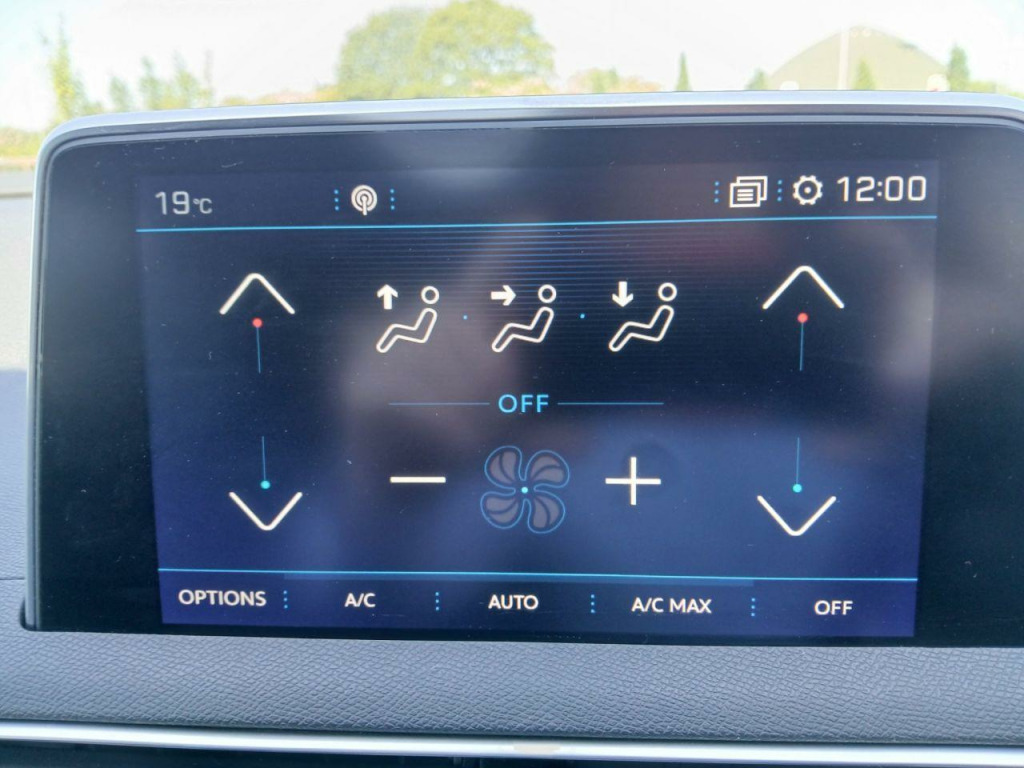 19°C 12:00
OFF
OPTIONS A/C AUTO A/C MAX OFF